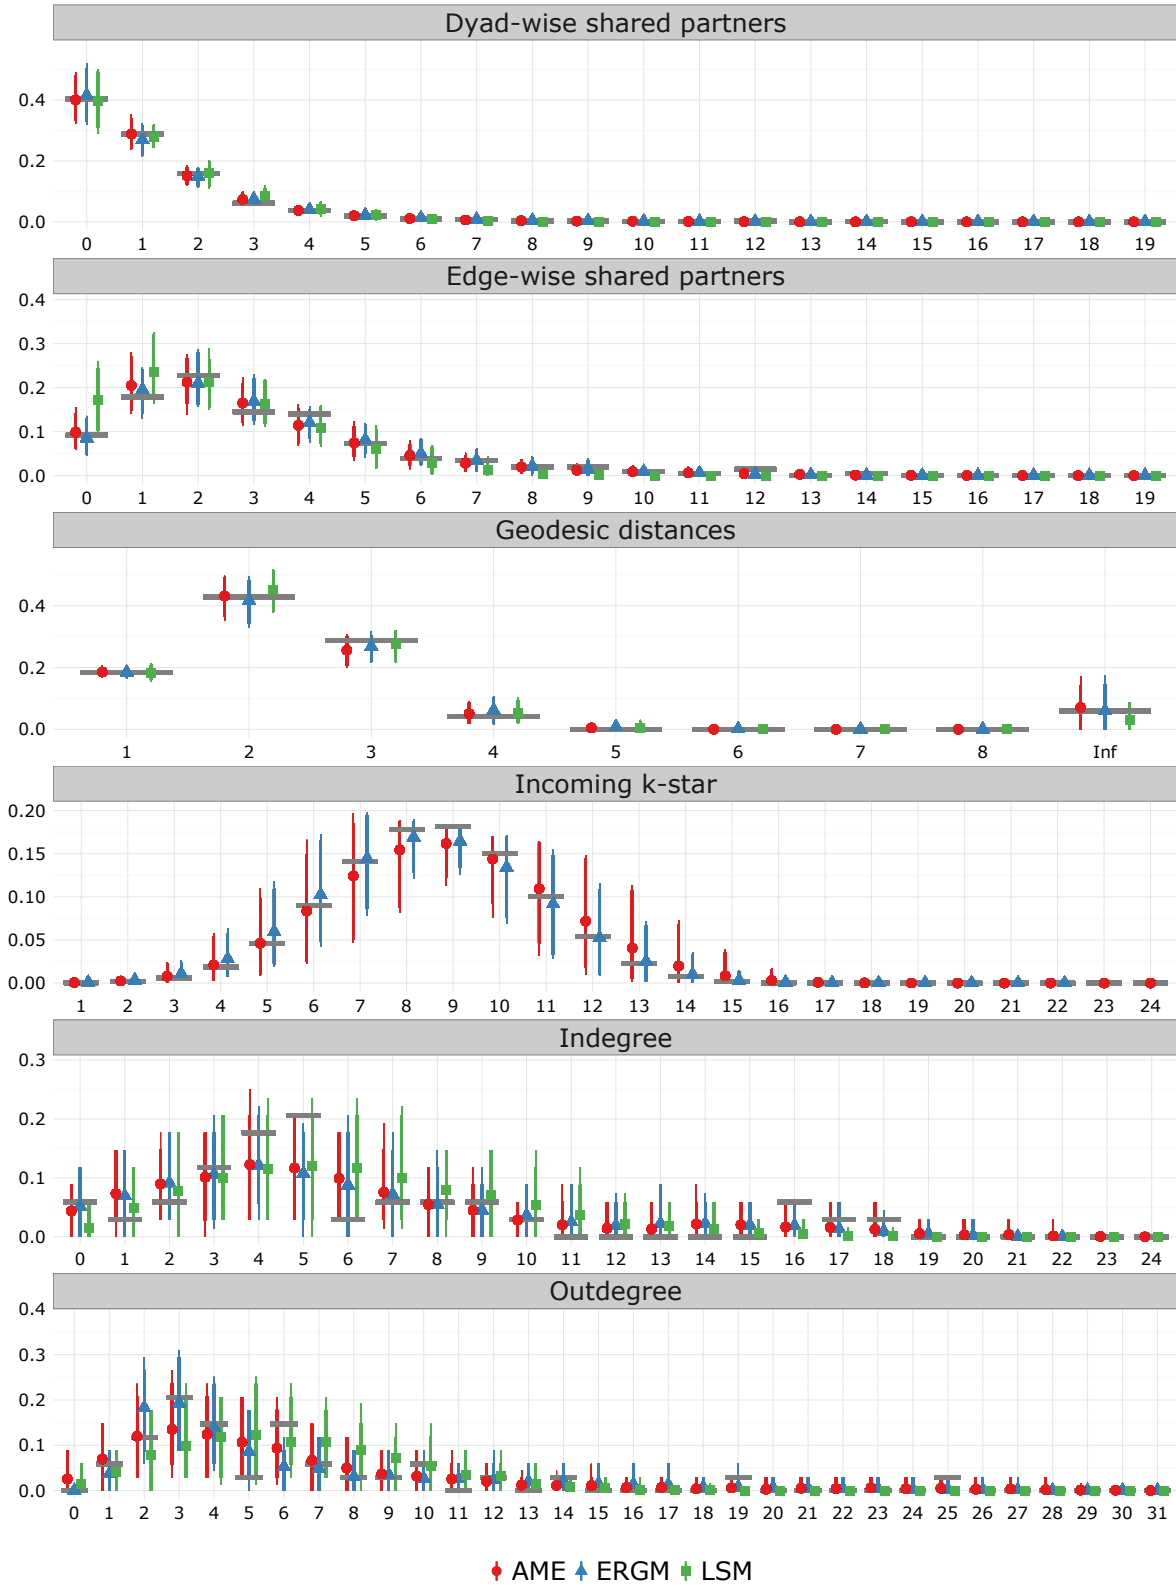 Dyad-wise shared partners
0.4
0.2
0.0
0 1 2 3 4 5 6 7 8 9 10 11 12 13 14 15 16 17 18 19
Edge-wise shared partners
0.4
0.3
0.2
0.1
0.0
0 1 2 3 4 5 6 7 8 9 10 11 12 13 14 15 16 17 18 19
Geodesic distances
0.4
0.2
0.0
1 2 3 4 5 6 7 8 Inf
Incoming k-star
0.20
0.15
0.10
0.05
0.00
1 2 3 4 5 6 7 8 9 10 11 12 13 14 15 16 17 18 19 20 21 22 23 24
Indegree
0.3
0.2
0.1
0.0
0 1 2 3 4 5 6 7 8 9 10 11 12 13 14 15 16 17 18 19 20 21 22 23 24
Outdegree
0.4
0.3
0.2
0.1
0.0
0 1 2 3 4 5 6 7 8 9 10 11 12 13 14 15 16 17 18 19 20 21 22 23 24 25 26 27 28 29 30 31
AME ERGM LSM